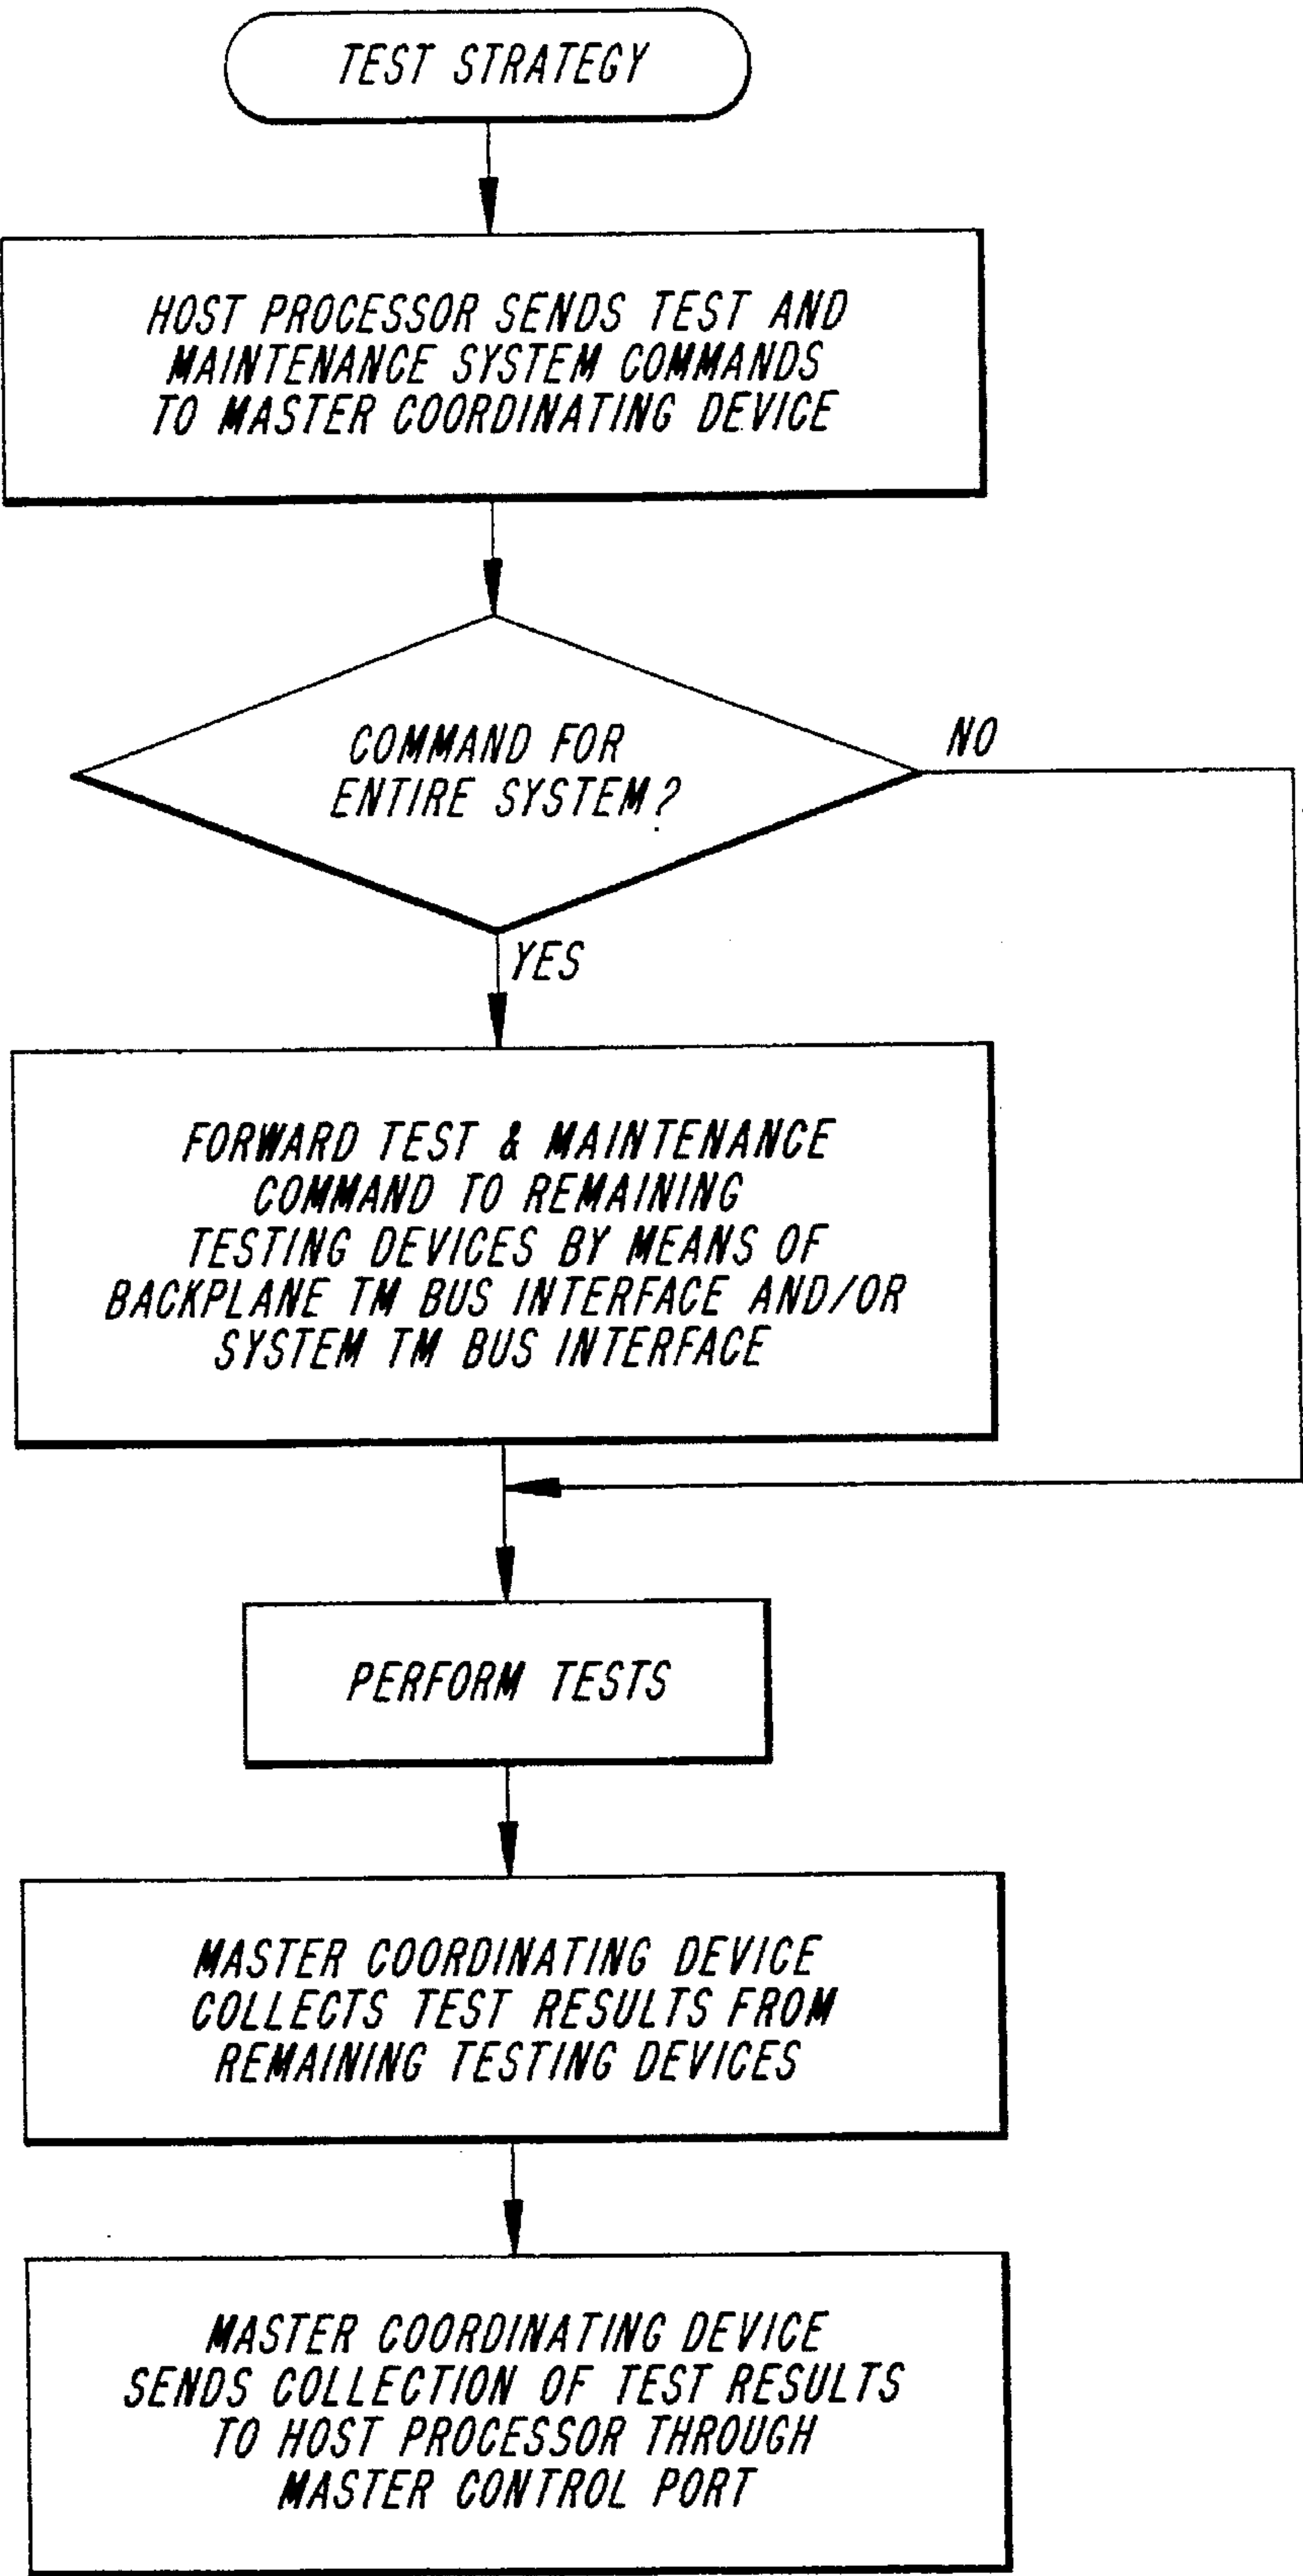 TEST STRATEGY
HOST PROCESSOR SENDS TEST AND
MAINTENANCE SYSTEM COMMANDS
TO MASTER COORDINATING DEVICE
COMMAND FOR
ENTIRE SYSTEM?
NO
YES
FORWARD TEST & MAINTENANCE
COMMAND TO REMAINING
TESTING DEVICES BY MEANS OF
BACKPLANE TM BUS INTERFACE AND/OR
SYSTEM TM BUS INTERFACE
PERFORM TESTS
MASTER COORDINATING DEVICE
COLLECTS TEST RESULTS FROM
REMAINING TESTING DEVICES
MASTER COORDINATING DEVICE
SENDS COLLECTION OF TEST RESULTS
TO HOST PROCESSOR THROUGH
MASTER CONTROL PORT